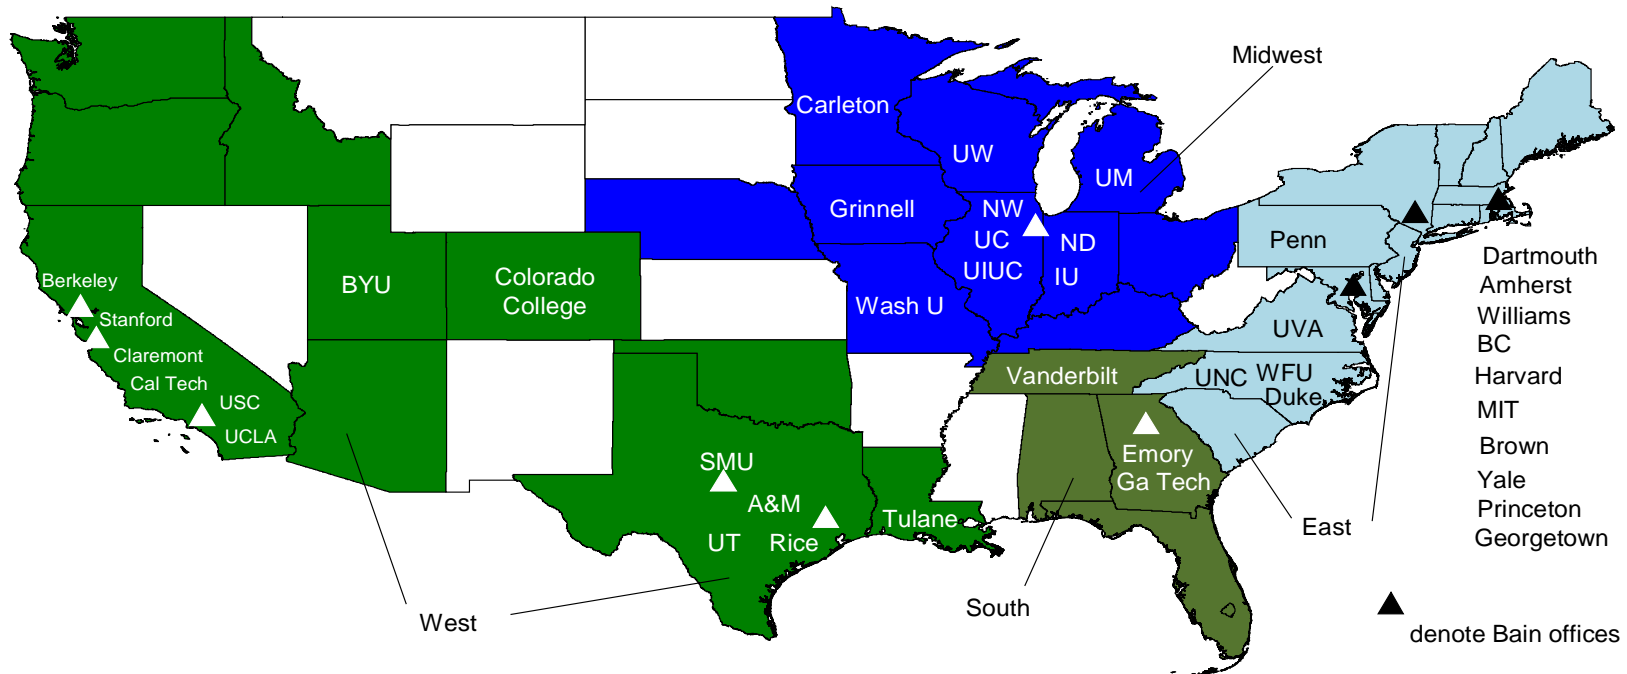 Midwest
Carleton
UW
UM
Grinnell
NW
UC
ND
UIUC
IU
Penn
Dartmouth
Amherst
Williams
BC
Harvard
MIT
Brown
Yale
Princeton
Georgetown
BYU
Colorado
College
Wash U
UVA
Berkeley
Stanford
Claremont
Cal Tech
USC
UCLA
Vanderbilt
UNC
WFU
Duke
SMU
A&M
UT
Rice
Tulane
Emory
Ga Tech
East
South
West
denote Bain offices